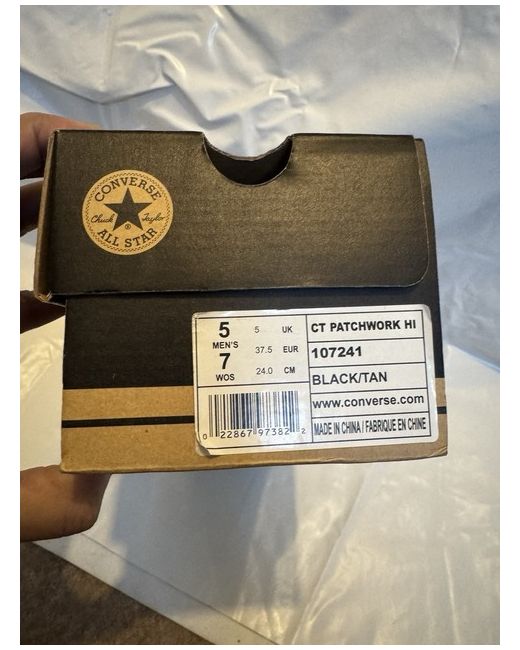 CONVERSE
Chuck Taylor
®
ALL STAR
5 5 UK
MEN'S
37.5 EUR
7
WOS
24.0 CM
CT PATCHWORK HI
107241
BLACK/TAN
www.converse.com
MADE IN CHINA / FABRIQUE EN CHINE
0 22867 97382 2